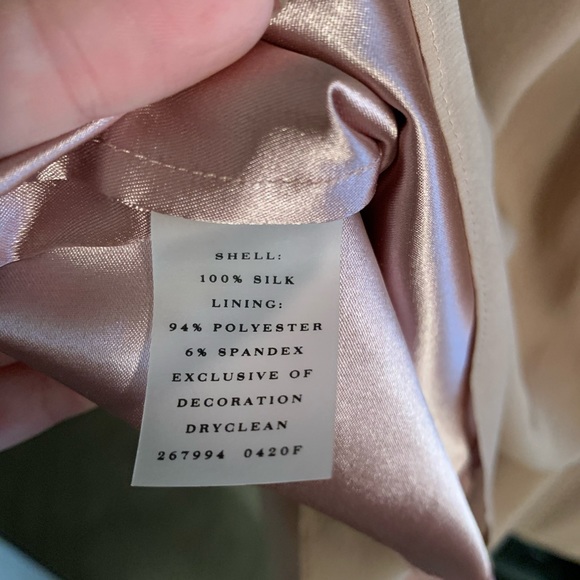 SHELL:
100% SILK
LINING:
94% POLYESTER
6% SPANDEX
EXCLUSIVE OF
DECORATION
DRYCLEAN
267994 0420F